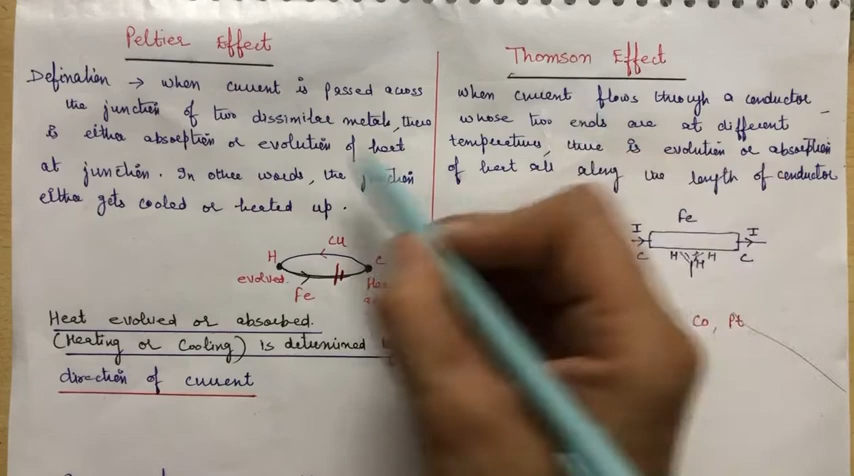 Peltier Effect
Defination → when current is passed across
the junction of two dissimilar metals, there
is either absorption or evolution of heat
at junction. In other words, the junction
either gets cooled or heated up.
Cu
H
C
evolved
Fe
Heat evolved or absorbed.
(Heating or Cooling) is determined
direction of current
Thomson Effect
when current flows through a conductor
whose two ends are at different
temperatures, there is evolution or absorption
of heat all along the length of conductor
Fe
I
I
C
H
H
H
C
Co, Pt